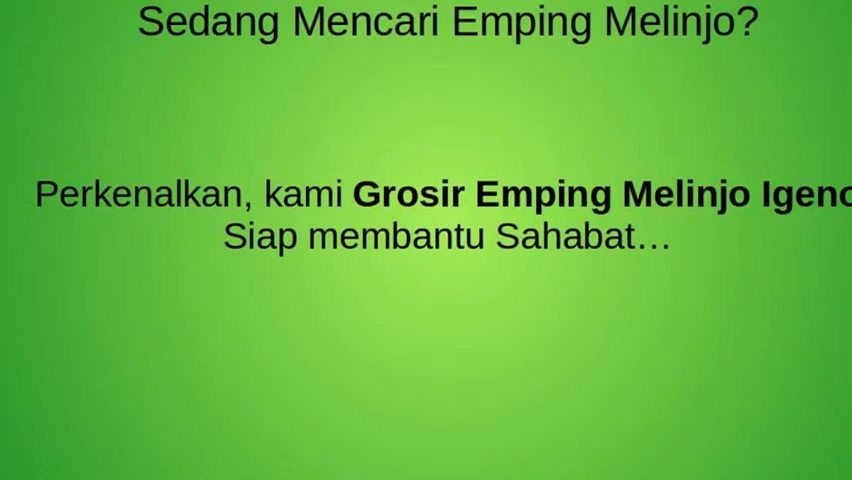 Sedang Mencari Emping Melinjo?
Perkenalkan, kami Grosir Emping Melinjo
Siap membantu Sahabat…